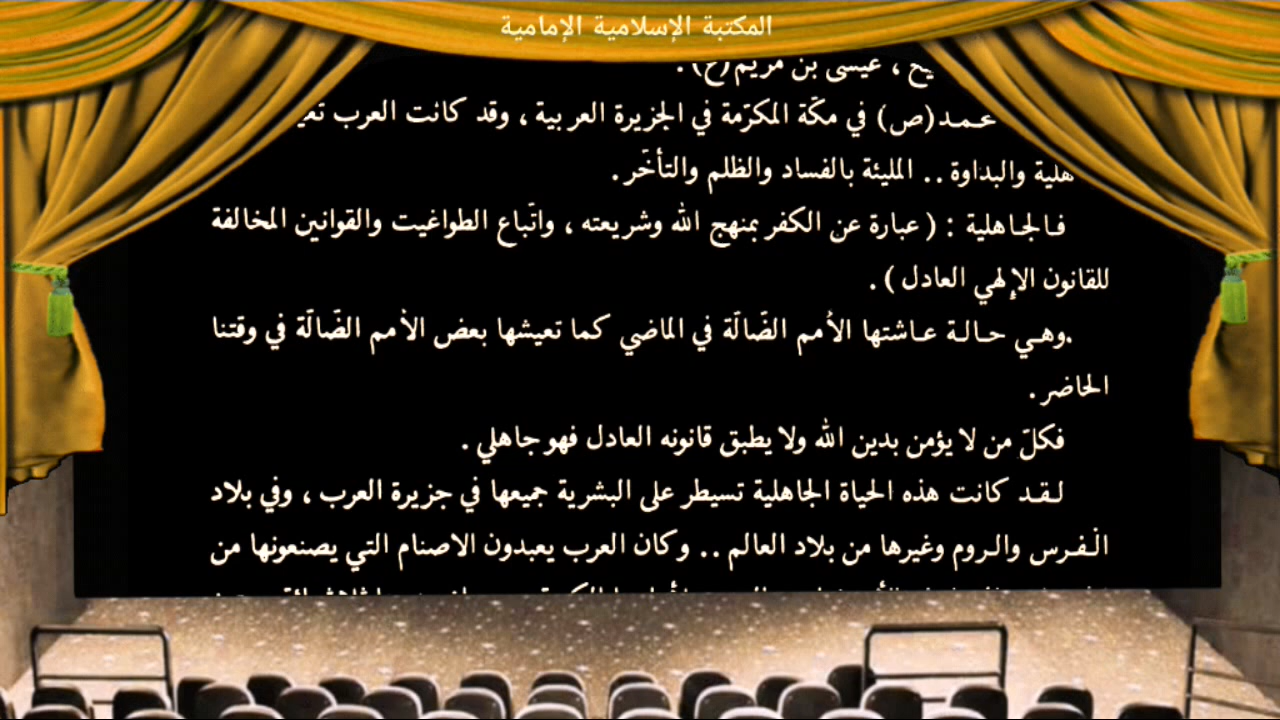 المكتبة الإسلامية الإمامية
، عيسى بن مريم (ع) .
(ص) في مكّة المكرّمة في الجزيرة العربية ، وقد كانت العرب
والبداوة .. المليئة بالفساد والظلم والتأخّر .
فالجاهلية : ( عبارة عن الكفر بمنهج الله وشريعته ، واتّباع الطواغيت والقوانين المخالفة
للقانون الإلهي العادل ) .
.وهي حالة عاشتها الأمم الضّالّة في الماضي كما تعيشها بعض الأمم الضّالّة في وقتنا
الحاضر .
فكلّ من لا يؤمن بدين الله ولا يطبق قانونه العادل فهو جاهلي .
لقد كانت هذه الحياة الجاهلية تسيطر على البشرية جميعها في جزيرة العرب ، وفي بلاد
الْفرس والروم وغيرها من بلاد العالم .. وكان العرب يعبدون الاصنام التي يصنعونها من